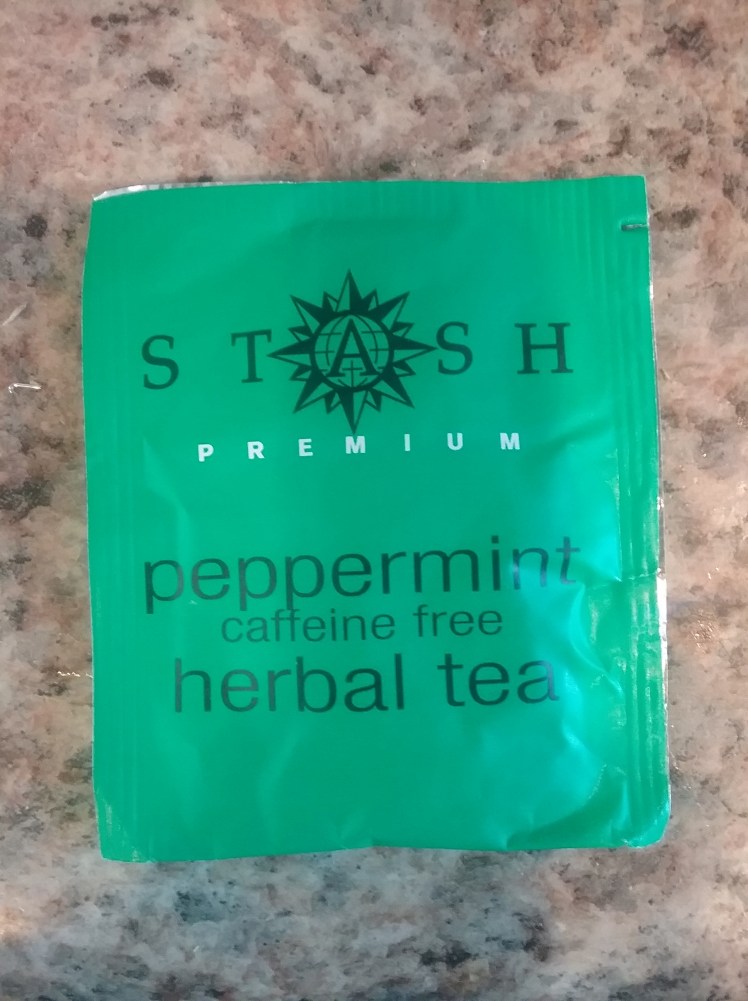 STASH
PREMIUM
peppermint
caffeine free
herbal tea